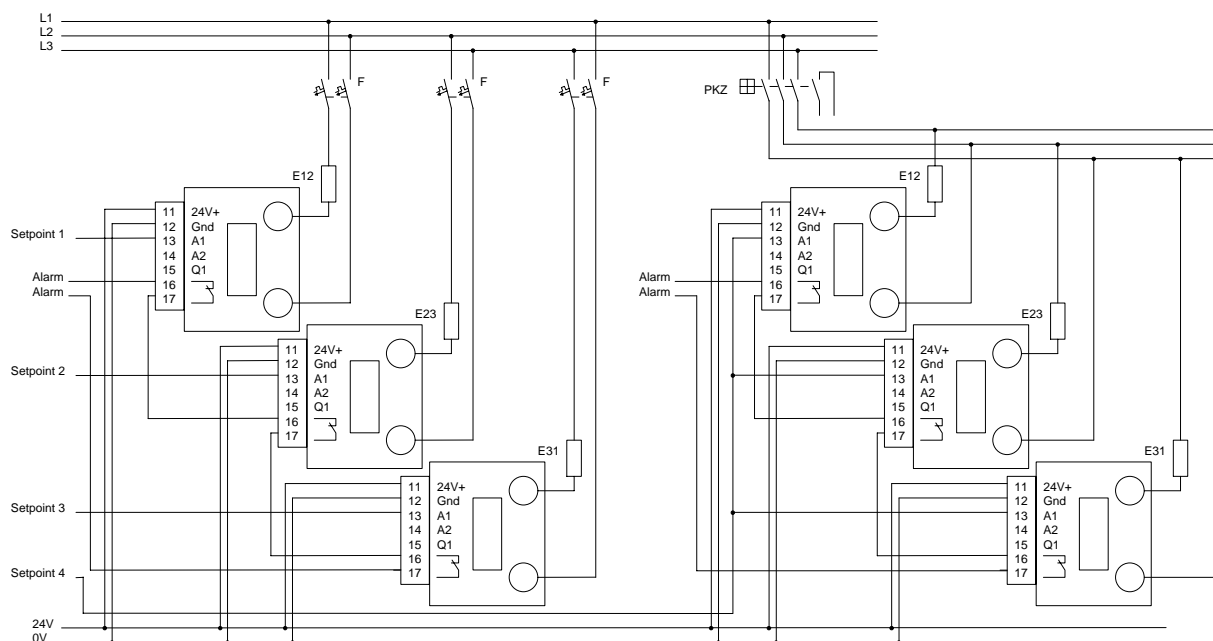 L1
L2
L3
F
F
F
PKZ
E12
E12
11 24V+
12 Gnd
Setpoint 1
13 A1
14 A2
15 Q1
Alarm
16
Alarm
17
11 24V+
12 Gnd
13 A1
14 A2
15 Q1
Alarm
16
Alarm
17
E23
E23
11 24V+
12 Gnd
Setpoint 2
13 A1
14 A2
15 Q1
16
17
11 24V+
12 Gnd
13 A1
14 A2
15 Q1
16
17
E31
E31
11 24V+
12 Gnd
Setpoint 3
13 A1
14 A2
15 Q1
16
17
11 24V+
12 Gnd
13 A1
14 A2
15 Q1
16
17
Setpoint 4
24V
0V